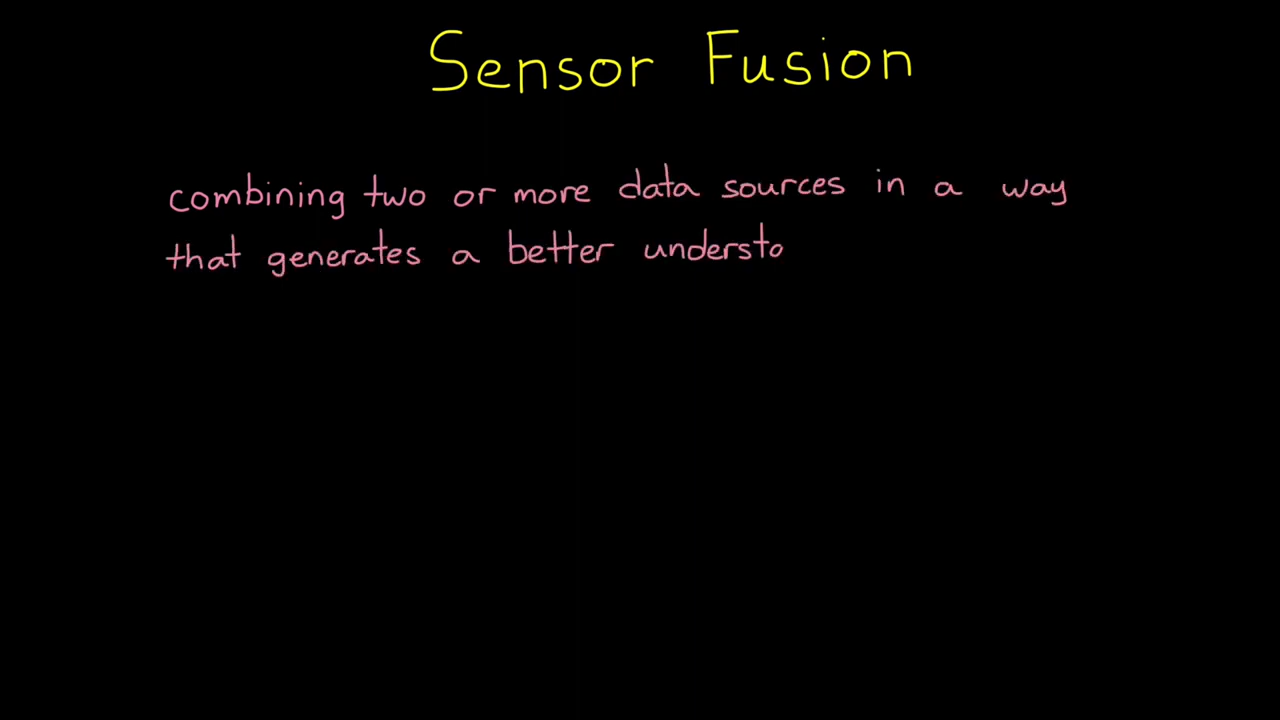 Sensor Fusion
combining two or more data sources in a way
that generates a better understo